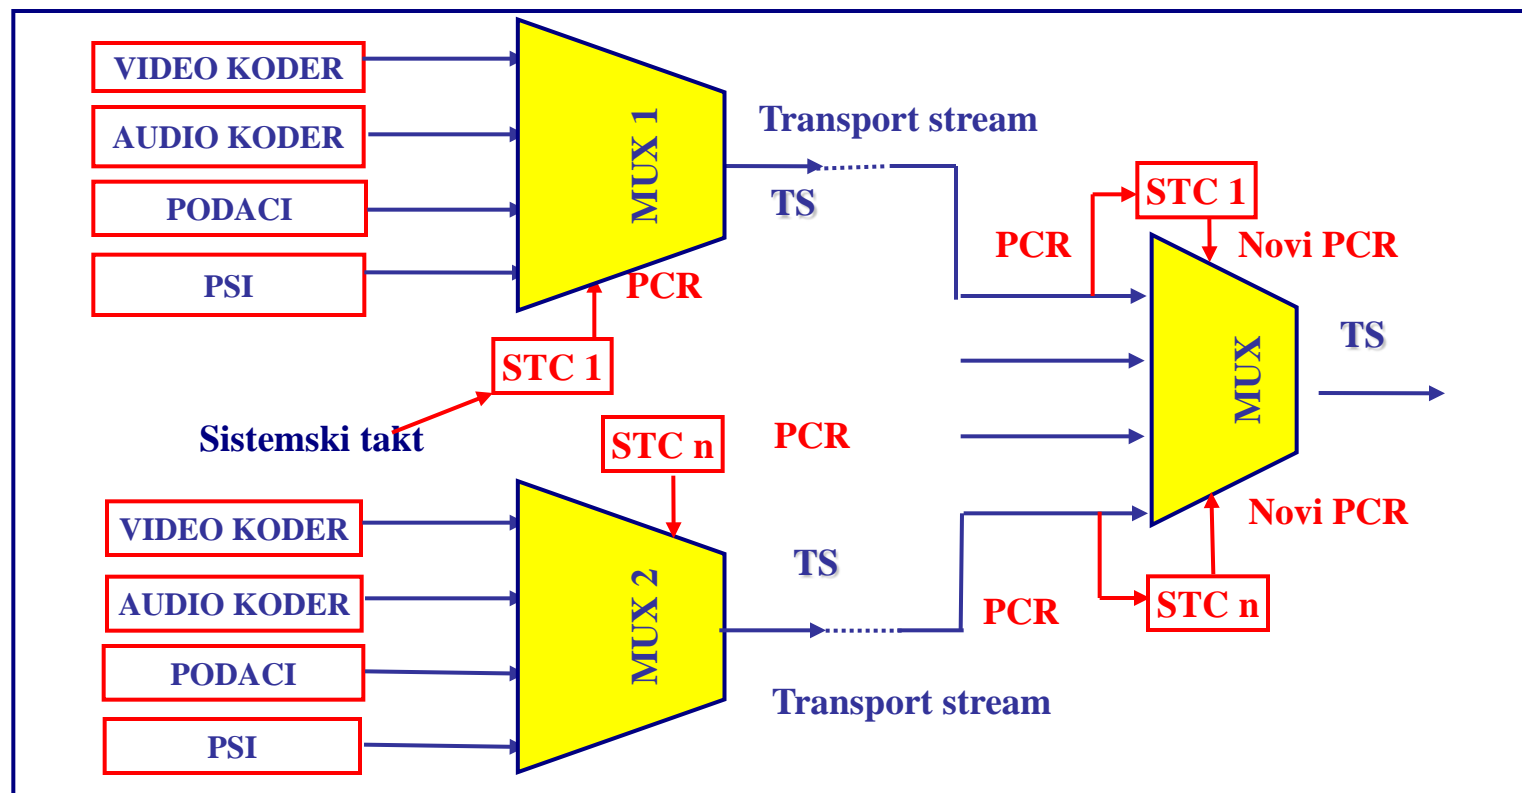 VIDEO KODER
AUDIO KODER
PODACI
PSI
MUX 1
PCR
STC 1
Sistemski takt
Transport stream
TS
PCR
STC 1
Novi PCR
MUX
TS
STC n
PCR
VIDEO KODER
AUDIO KODER
PODACI
PSI
MUX 2
TS
Transport stream
PCR
STC n
Novi PCR